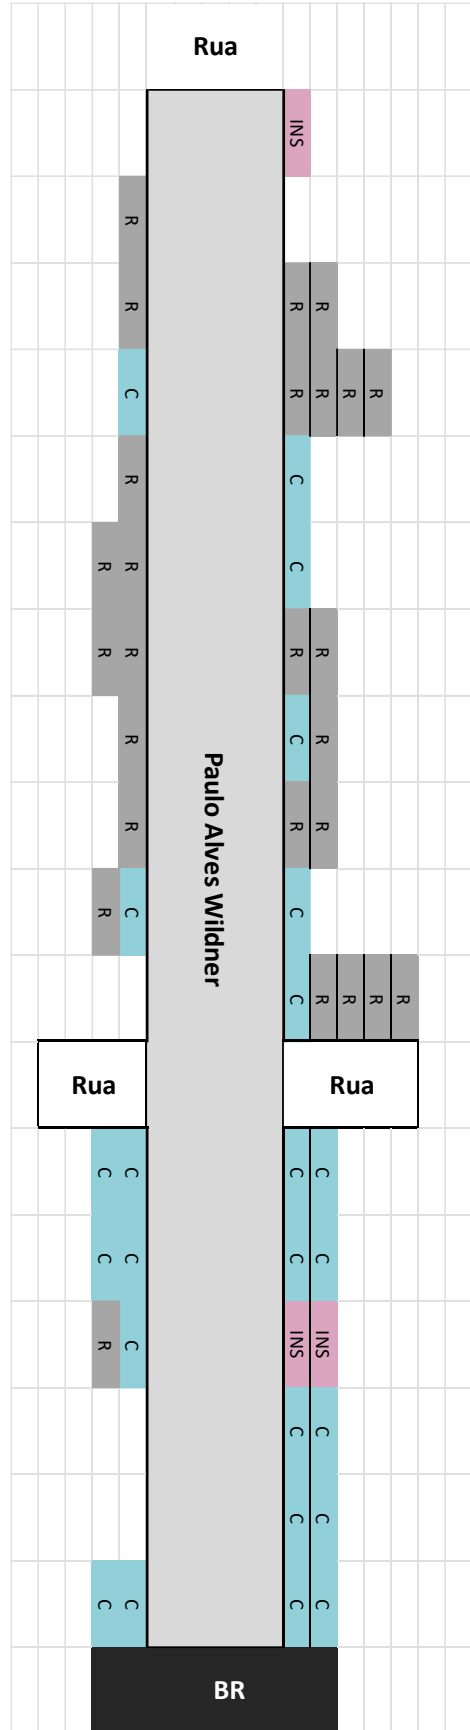 Rua
INS
R
R R R
C R R R R
R C
R R C
R R R R
R C R
R R R
Paulo Alves Wildner
R C C
C R R R R
Rua Rua
C C C C
C C C C
R C INS INS
C C
C C
C C C C
BR